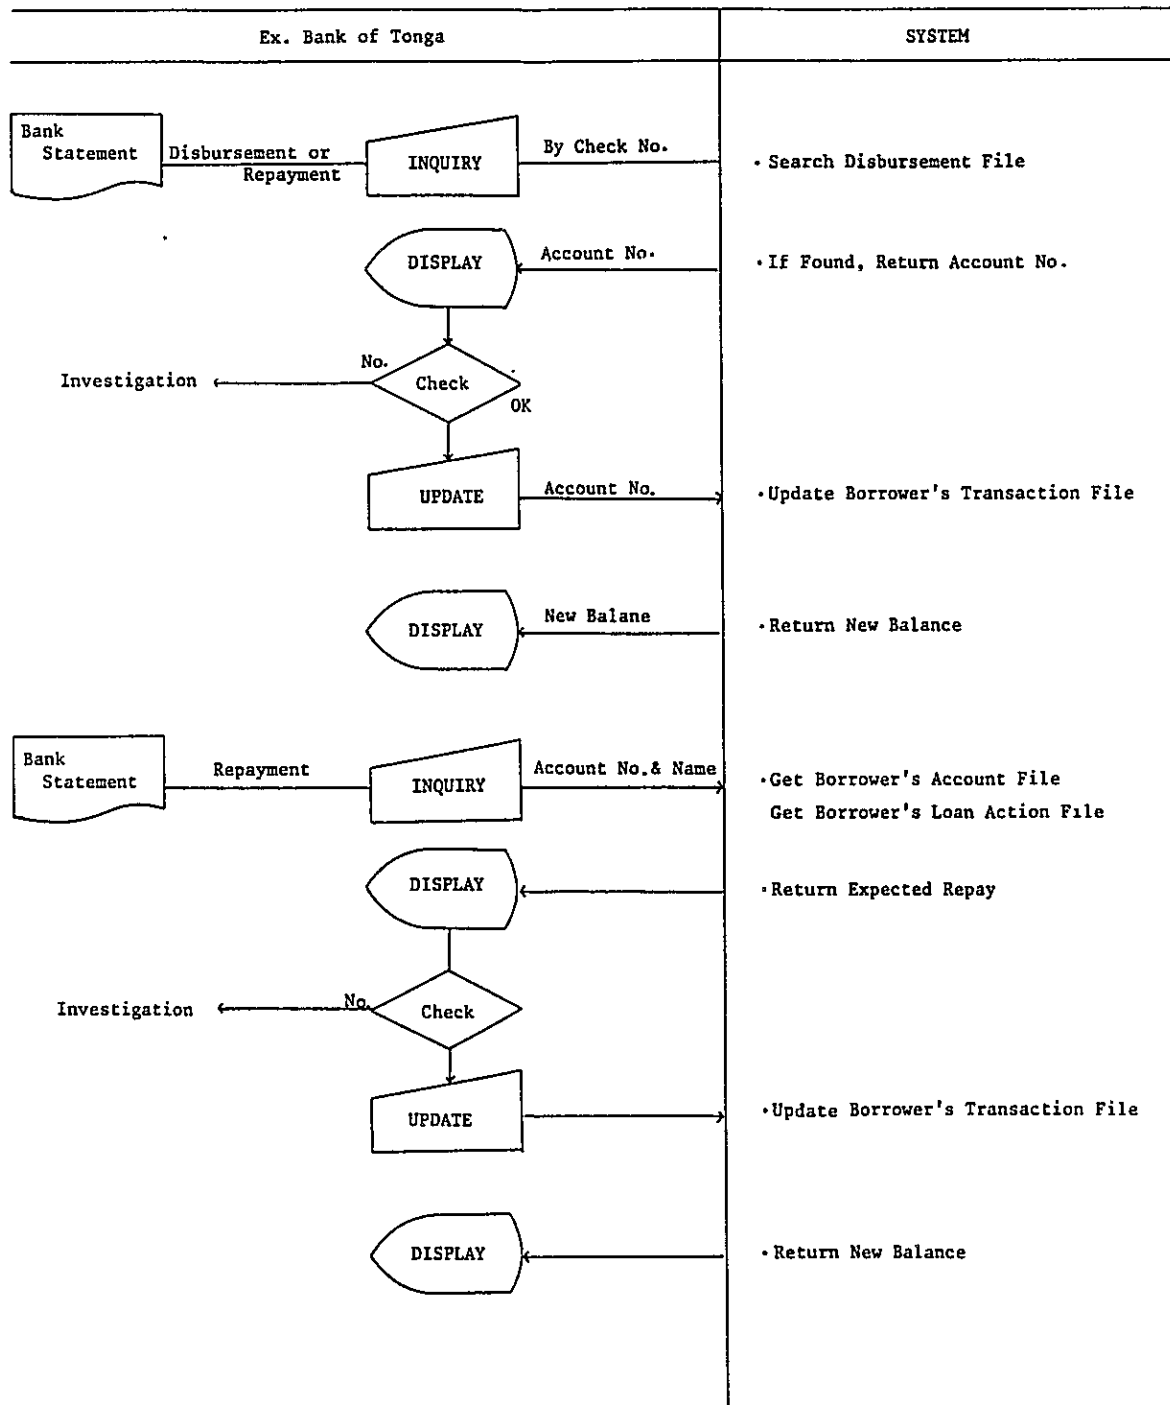 Ex. Bank of Tonga
SYSTEM
Bank
Statement
Disbursement or
Repayment
INQUIRY
By Check No.
·Search Disbursement File
DISPLAY
Account No.
·If Found, Return Account No.
No.
Investigation
Check
OK
UPDATE
Account No.
·Update Borrower's Transaction File
DISPLAY
New Balane
·Return New Balance
Bank
Statement
Repayment
INQUIRY
Account No.& Name
·Get Borrower's Account File
Get Borrower's Loan Action File
DISPLAY
·Return Expected Repay
Investigation
No.
Check
UPDATE
·Update Borrower's Transaction File
DISPLAY
·Return New Balance